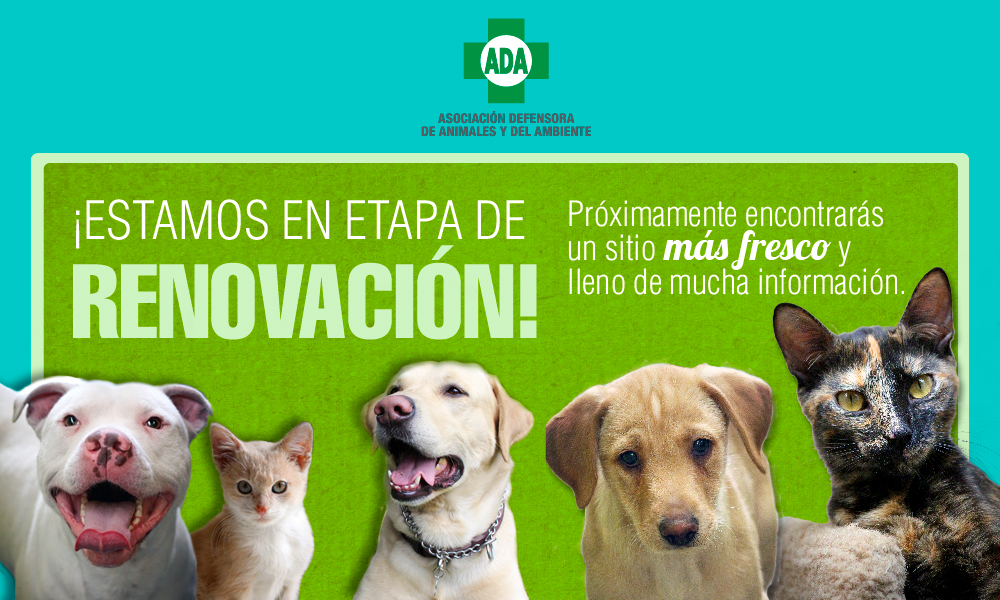 ADA
ASOCIACIÓN DEFENSORA
DE ANIMALES Y DEL AMBIENTE
¡ESTAMOS EN ETAPA DE
RENOVACIÓN!
Próximamente encontrarás
un sitio más fresco y
lleno de mucha información.